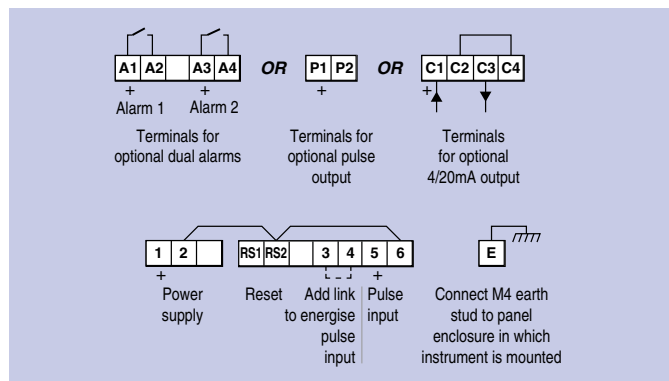 A1 A2 A3 A4 OR P1 P2 OR C1 C2 C3 C4
+ + + +
Alarm 1 Alarm 2
Terminals for
optional dual alarms
Terminals for
optional pulse
output
Terminals
for optional
4/20mA output
1 2 RS1 RS2 3 4 5 6 E
+ +
Power
supply
Reset
Add link
to energise
pulse
input
Pulse
input
Connect M4 earth
stud to panel
enclosure in which
instrument is mounted